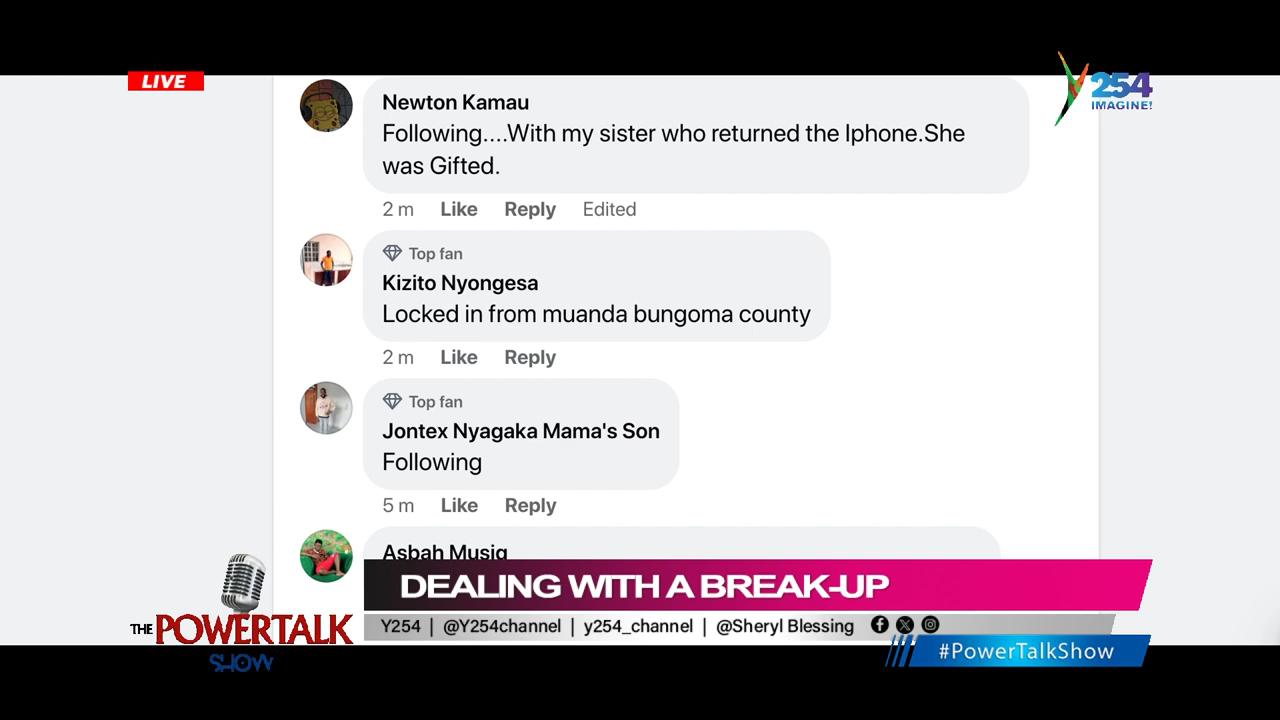 LIVE
254
IMAGINE!
Newton Kamau
Following....With my sister who returned the Iphone.She
was Gifted.
2 m Like Reply Edited
Top fan
Kizito Nyongesa
Locked in from muanda bungoma county
2 m Like Reply
Top fan
Jontex Nyagaka Mama's Son
Following
5 m Like Reply
Asbah Musiq
DEALING WITH A BREAK-UP
THE POWERTALK
SHOW
Y254 | @Y254channel | y254_channel | @Sheryl Blessing
#PowerTalkShow